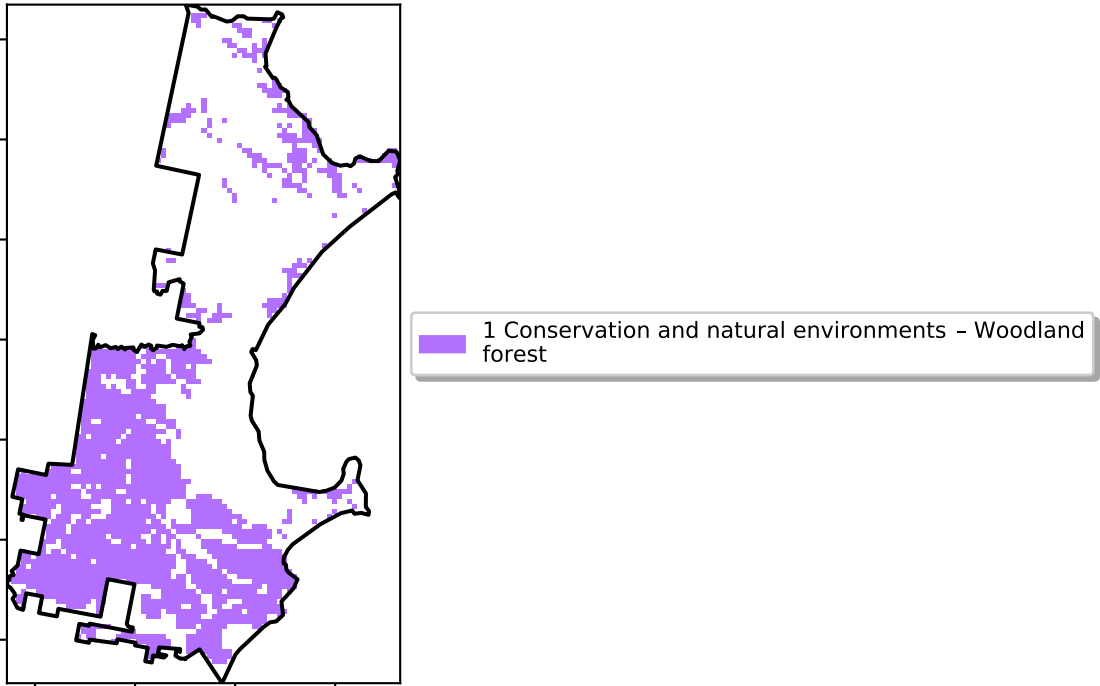 1 Conservation and natural environments – Woodland
forest